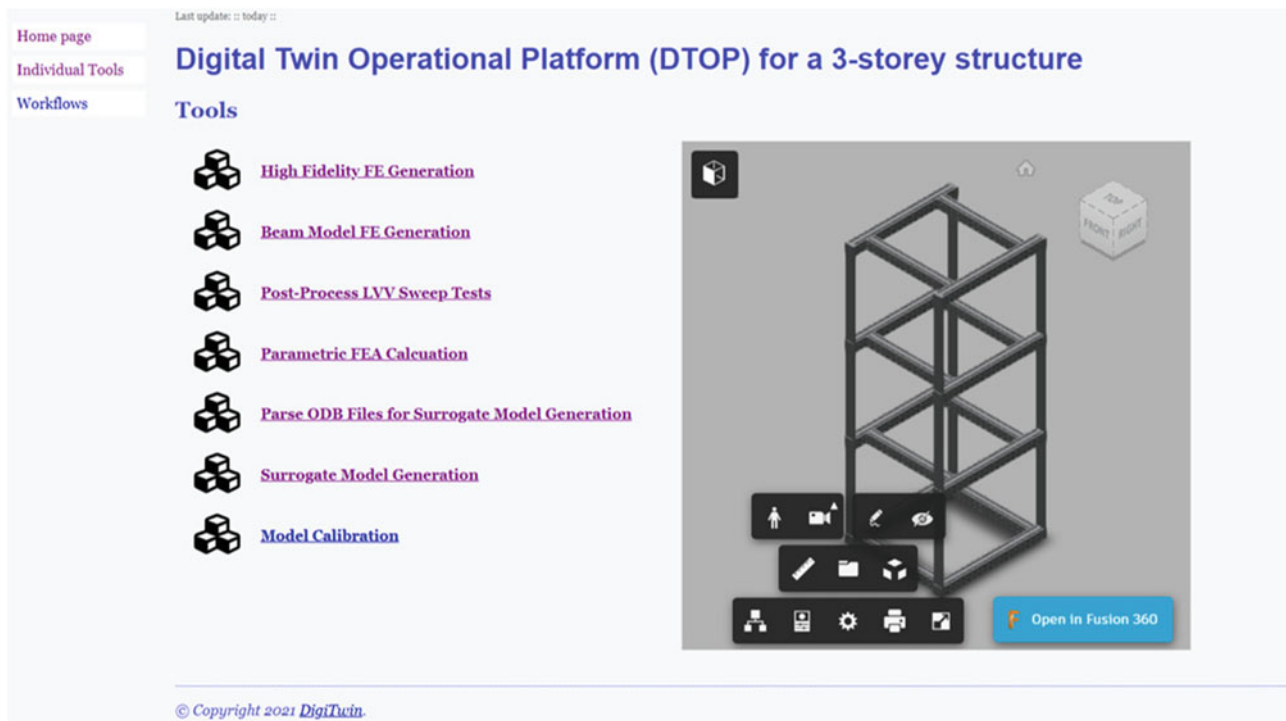 Last update: :: today ::
Home page
Individual Tools
Workflows
Digital Twin Operational Platform (DTOP) for a 3-storey structure
Tools
High Fidelity FE Generation
Beam Model FE Generation
Post-Process LVV Sweep Tests
Parametric FEA Calcuation
Parse ODB Files for Surrogate Model Generation
Surrogate Model Generation
Model Calibration
TOP
FRONT
RIGHT
Open in Fusion 360
© Copyright 2021 DigiTwin.